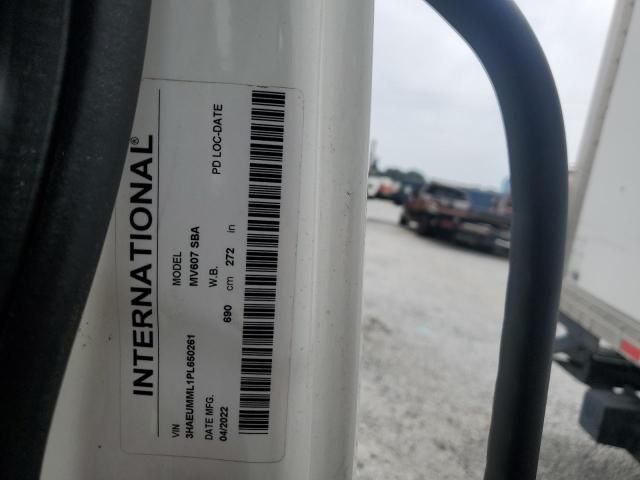 INTERNATIONAL®
VIN MODEL
3HAEUMML1PL650261 MV607 SBA
DATE MFG. W.B. PD LOC-DATE
04/2022 690 cm 272 in